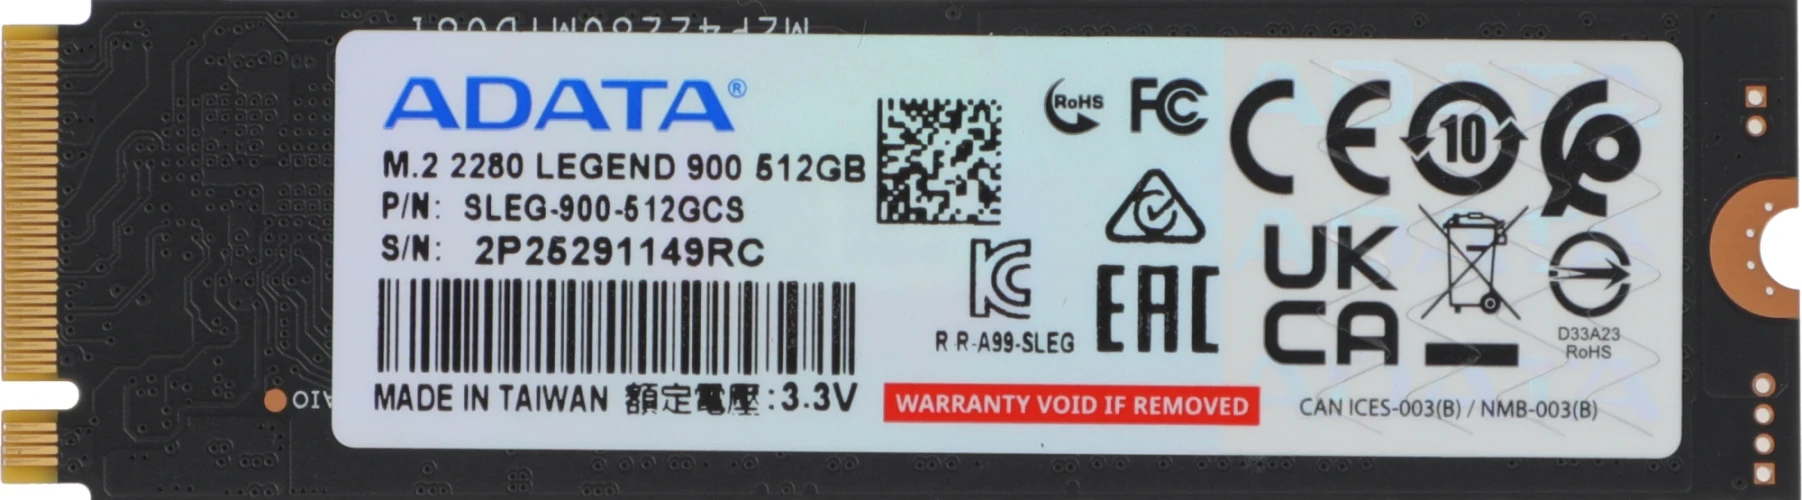 ADATA®
M.2 2280 LEGEND 900 512GB
P/N: SLEG-900-512GCS
S/N: 2P25291149RC
MADE IN TAIWAN 額定電壓:3.3V
RoHS
FC
CE
10
R-R-A99-SLEG
EAC
UK
CA
D33A23
RoHS
WARRANTY VOID IF REMOVED
CAN ICES-003(B) / NMB-003(B)